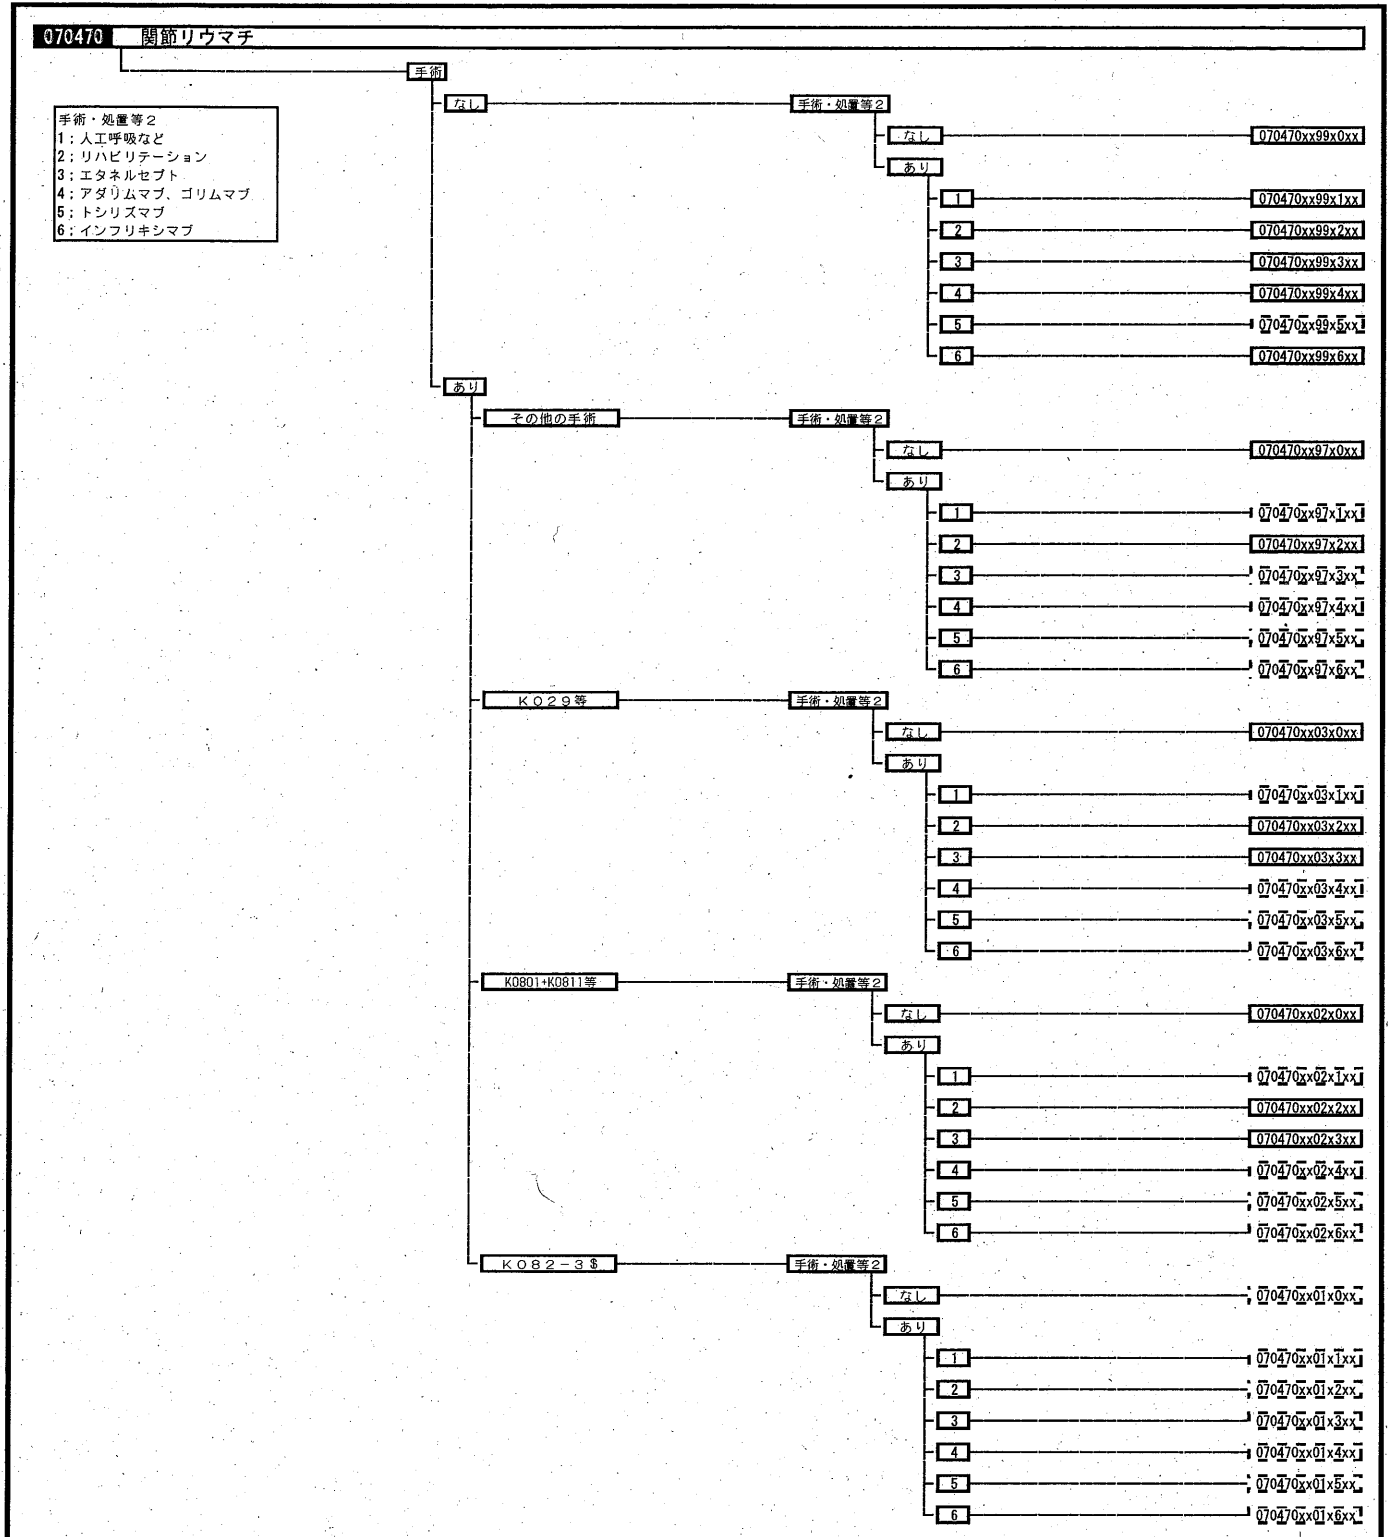 070470 関節リウマチ
手術
なし 手術・処置等2
手術・処置等2
1；人工呼吸など
2；リハビリテーション
3；エタネルセプト
4；アダリムマブ、ゴリムマブ
5；トシリズマブ
6；インフリキシマブ
なし 070470xx99x0xx
あり
1 070470xx99x1xx
2 070470xx99x2xx
3 070470xx99x3xx
4 070470xx99x4xx
5 070470xx99x5xx
6 070470xx99x6xx
あり
その他の手術 手術・処置等2
なし 070470xx97x0xx
あり
1 070470xx97x1xx
2 070470xx97x2xx
3 070470xx97x3xx
4 070470xx97x4xx
5 070470xx97x5xx
6 070470xx97x6xx
K029等 手術・処置等2
なし 070470xx03x0xx
あり
1 070470xx03x1xx
2 070470xx03x2xx
3 070470xx03x3xx
4 070470xx03x4xx
5 070470xx03x5xx
6 070470xx03x6xx
K0801+K0811等 手術・処置等2
なし 070470xx02x0xx
あり
1 070470xx02x1xx
2 070470xx02x2xx
3 070470xx02x3xx
4 070470xx02x4xx
5 070470xx02x5xx
6 070470xx02x6xx
K082-3$ 手術・処置等2
なし 070470xx01x0xx
あり
1 070470xx01x1xx
2 070470xx01x2xx
3 070470xx01x3xx
4 070470xx01x4xx
5 070470xx01x5xx
6 070470xx01x6xx